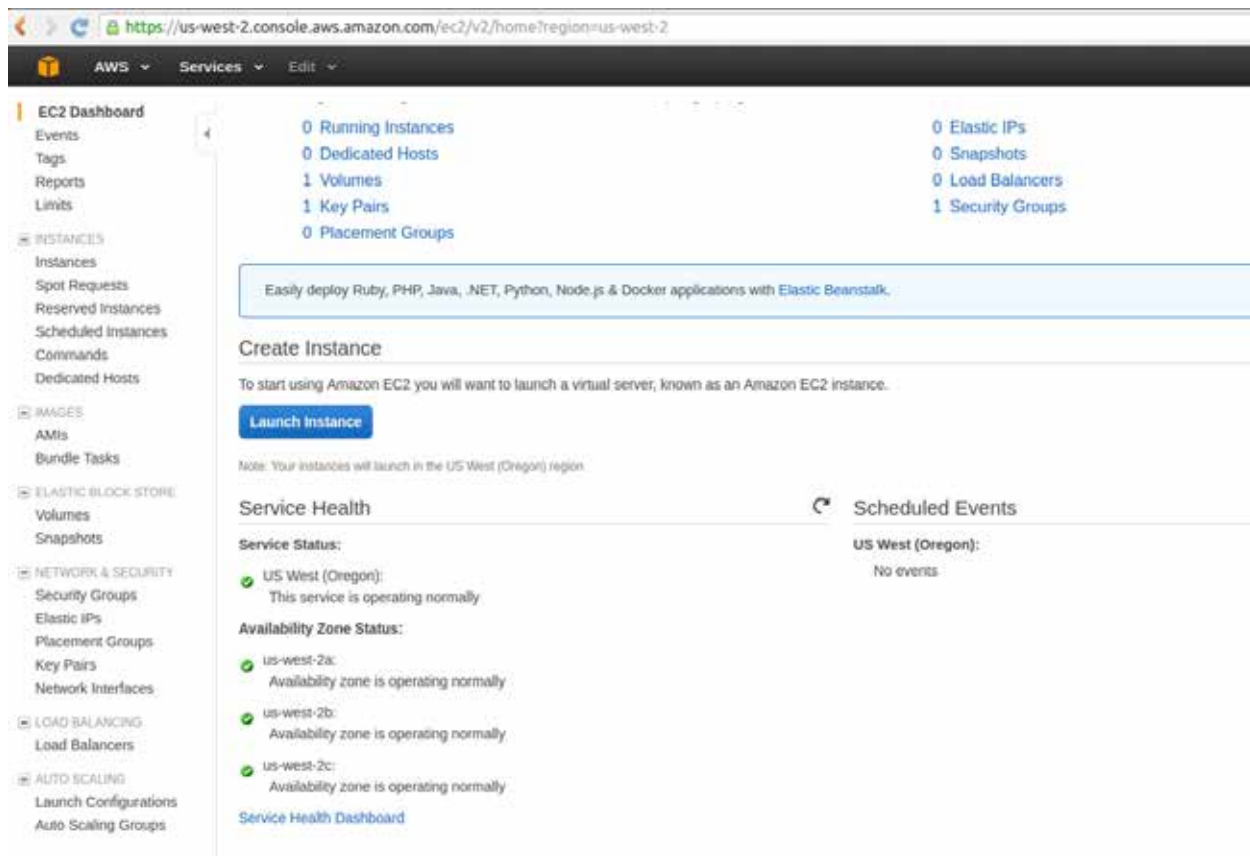 https://us-west-2.console.aws.amazon.com/ec2/v2/home?region=us-west-2
AWS Services Edit
EC2 Dashboard
Events
Tags
Reports
Limits
INSTANCES
Instances
Spot Requests
Reserved Instances
Scheduled Instances
Commands
Dedicated Hosts
IMAGES
AMIs
Bundle Tasks
ELASTIC BLOCK STORE
Volumes
Snapshots
NETWORK & SECURITY
Security Groups
Elastic IPs
Placement Groups
Key Pairs
Network Interfaces
LOAD BALANCING
Load Balancers
AUTO SCALING
Launch Configurations
Auto Scaling Groups
0 Running Instances
0 Dedicated Hosts
1 Volumes
1 Key Pairs
0 Placement Groups
0 Elastic IPs
0 Snapshots
0 Load Balancers
1 Security Groups
Easily deploy Ruby, PHP, Java, .NET, Python, Node.js & Docker applications with Elastic Beanstalk.
Create Instance
To start using Amazon EC2 you will want to launch a virtual server, known as an Amazon EC2 instance.
Launch Instance
Note: Your instances will launch in the US West (Oregon) region
Service Health
Service Status:
US West (Oregon):
This service is operating normally
Availability Zone Status:
us-west-2a:
Availability zone is operating normally
us-west-2b:
Availability zone is operating normally
us-west-2c:
Availability zone is operating normally
Service Health Dashboard
Scheduled Events
US West (Oregon):
No events